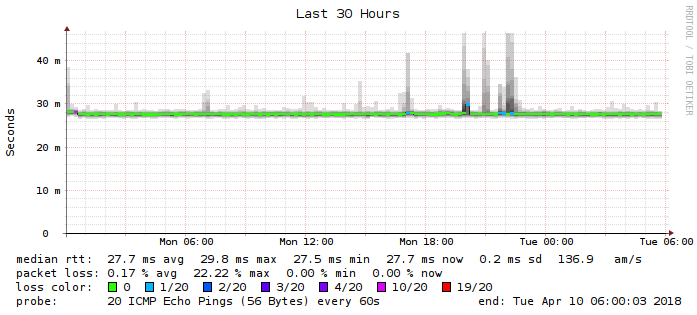 Last 30 Hours
RRDTOOL / TOBI OETIKER
Seconds
40 m
30 m
20 m
10 m
0
Mon 06:00 Mon 12:00 Mon 18:00 Tue 00:00 Tue 06:00
median rtt: 27.7 ms avg 29.8 ms max 27.5 ms min 27.7 ms now 0.2 ms sd 136.9 am/s
packet loss: 0.17 % avg 22.22 % max 0.00 % min 0.00 % now
loss color: 0 1/20 2/20 3/20 4/20 10/20 19/20
probe: 20 ICMP Echo Pings (56 Bytes) every 60s end: Tue Apr 10 06:00:03 2018